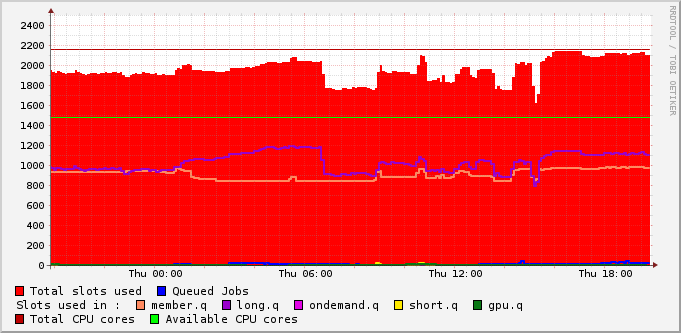 RRDTOOL / TOBI OETIKER
2400
2200
2000
1800
1600
1400
1200
1000
800
600
400
200
0
Thu 00:00 Thu 06:00 Thu 12:00 Thu 18:00
Total slots used Queued Jobs
Slots used in : member.q long.q ondemand.q short.q gpu.q
Total CPU cores Available CPU cores